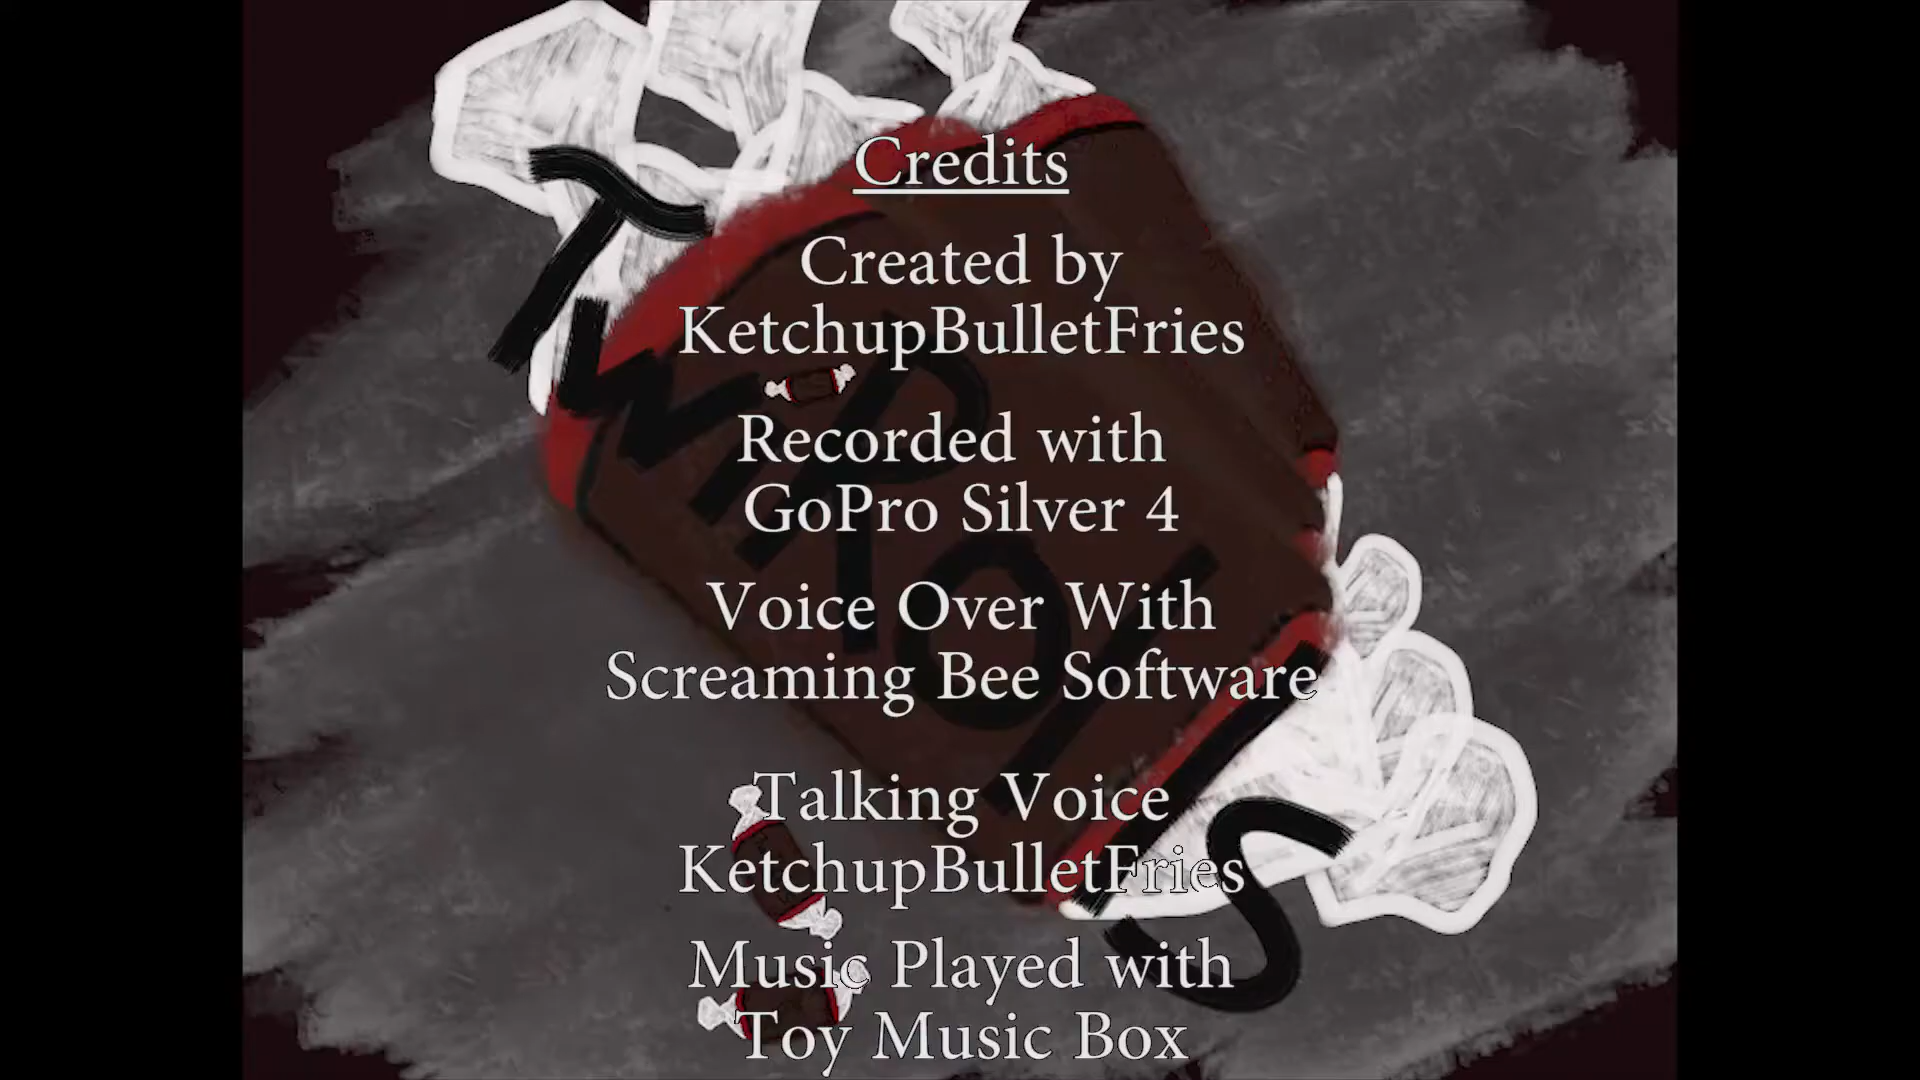 Credits
Created by
KetchupBulletFries
Recorded with
GoPro Silver 4
Voice Over With
Screaming Bee Software
Talking Voice
KetchupBulletFries
Music Played with
Toy Music Box